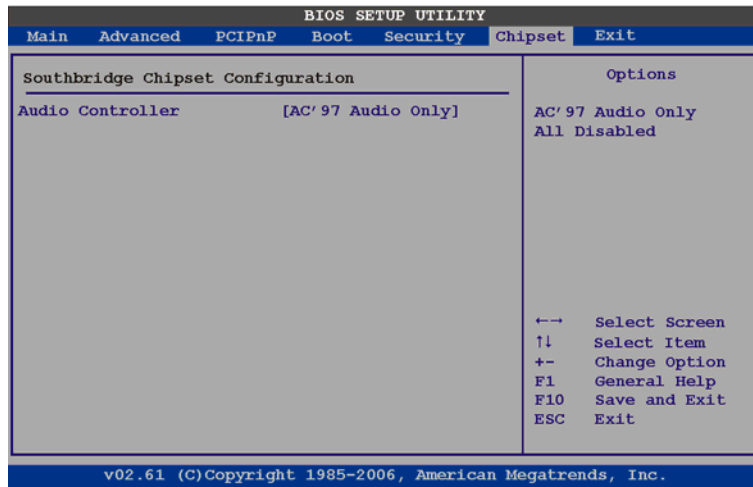 BIOS SETUP UTILITY
Main Advanced PCIPnP Boot Security Chipset Exit
Southbridge Chipset Configuration
Audio Controller [AC'97 Audio Only]
Options
AC'97 Audio Only
All Disabled
←→ Select Screen
↑↓ Select Item
+- Change Option
F1 General Help
F10 Save and Exit
ESC Exit
v02.61 (C)Copyright 1985-2006, American Megatrends, Inc.